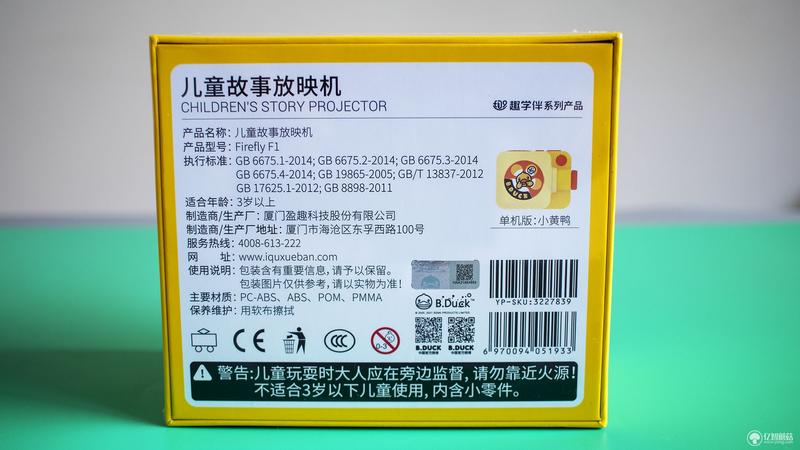 儿童故事放映机
CHILDREN'S STORY PROJECTOR
趣学伴系列产品
产品名称: 儿童故事放映机
产品型号: Firefly F1
执行标准: GB 6675.1-2014; GB 6675.2-2014; GB 6675.3-2014
GB 6675.4-2014; GB 19865-2005; GB/T 13837-2012
GB 17625.1-2012; GB 8898-2011
适合年龄: 3岁以上
制造商/生产厂: 厦门盈趣科技股份有限公司
制造商/生产厂地址: 厦门市海沧区东孚西路100号
服务热线: 4008-613-222
网 址: www.iquxueban.com
使用说明: 包装含有重要信息, 请予以保留。
包装图片仅供参考, 请以实物为准!
主要材质: PC-ABS、ABS、POM、PMMA
保养维护: 用软布擦拭
B.DUCK
单机版: 小黄鸭
B.Duck
B.DUCK
B.DUCK
YP-SKU:3227839
6 970094 051933
CE
CCC
0-3
警告:儿童玩耍时大人应在旁边监督, 请勿靠近火源!
不适合3岁以下儿童使用, 内含小零件。
亿智蘑菇